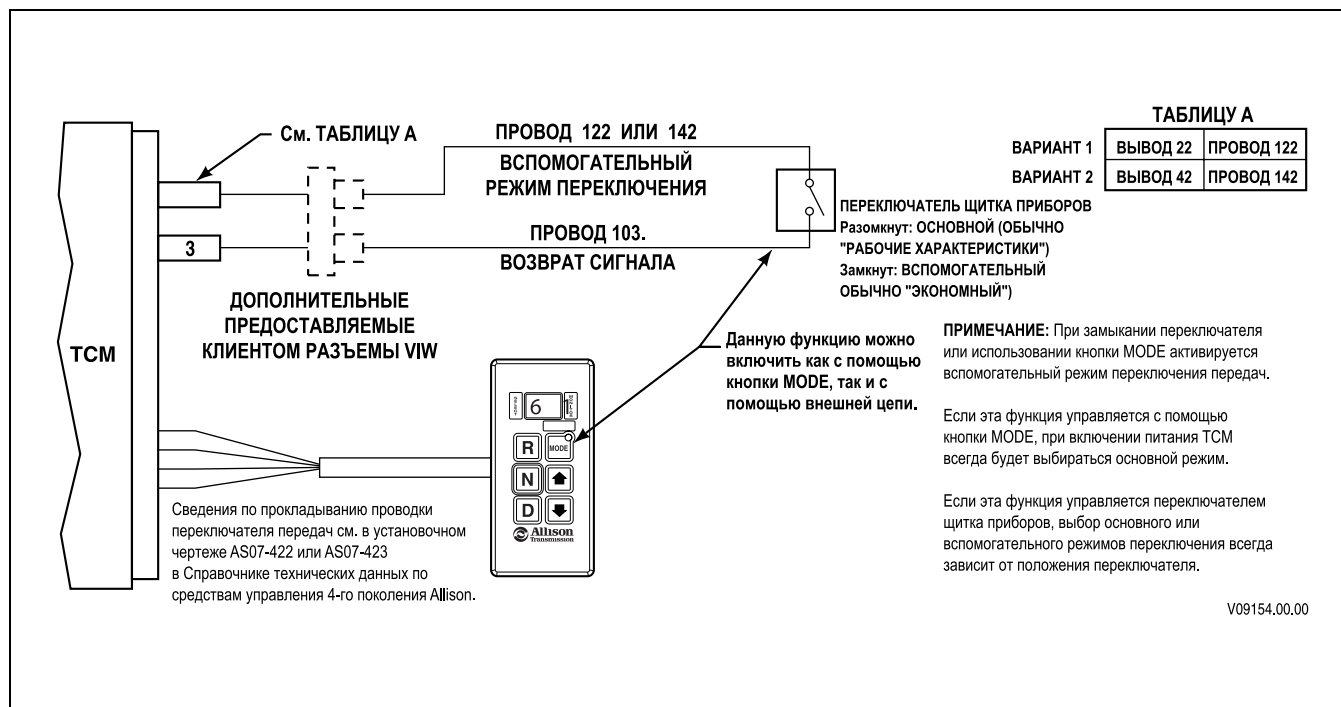 См. ТАБЛИЦУ А
ПРОВОД 122 ИЛИ 142
ВСПОМОГАТЕЛЬНЫЙ
РЕЖИМ ПЕРЕКЛЮЧЕНИЯ
3
ПРОВОД 103.
ВОЗВРАТ СИГНАЛА
ДОПОЛНИТЕЛЬНЫЕ
ПРЕДОСТАВЛЯЕМЫЕ
КЛИЕНТОМ РАЗЪЕМЫ VIW
ТСМ
ТАБЛИЦУ А
ВАРИАНТ 1 ВЫВОД 22 ПРОВОД 122
ВАРИАНТ 2 ВЫВОД 42 ПРОВОД 142
ПЕРЕКЛЮЧАТЕЛЬ ЩИТКА ПРИБОРОВ
Разомкнут: ОСНОВНОЙ (ОБЫЧНО
"РАБОЧИЕ ХАРАКТЕРИСТИКИ")
Замкнут: ВСПОМОГАТЕЛЬНЫЙ
ОБЫЧНО "ЭКОНОМНЫЙ")
Данную функцию можно
включить как с помощью
кнопки MODE, так и с
помощью внешней цепи.
ПРИМЕЧАНИЕ: При замыкании переключателя
или использовании кнопки MODE активируется
вспомогательный режим переключения передач.
Если эта функция управляется с помощью
кнопки MODE, при включении питания TCM
всегда будет выбираться основной режим.
Если эта функция управляется переключателем
щитка приборов, выбор основного или
вспомогательного режимов переключения всегда
зависит от положения переключателя.
6
R MODE
N
D
Allison
Transmission
Сведения по прокладыванию проводки
переключателя передач см. в установочном
чертеже AS07-422 или AS07-423
в Справочнике технических данных по
средствам управления 4-го поколения Allison.
V09154.00.00